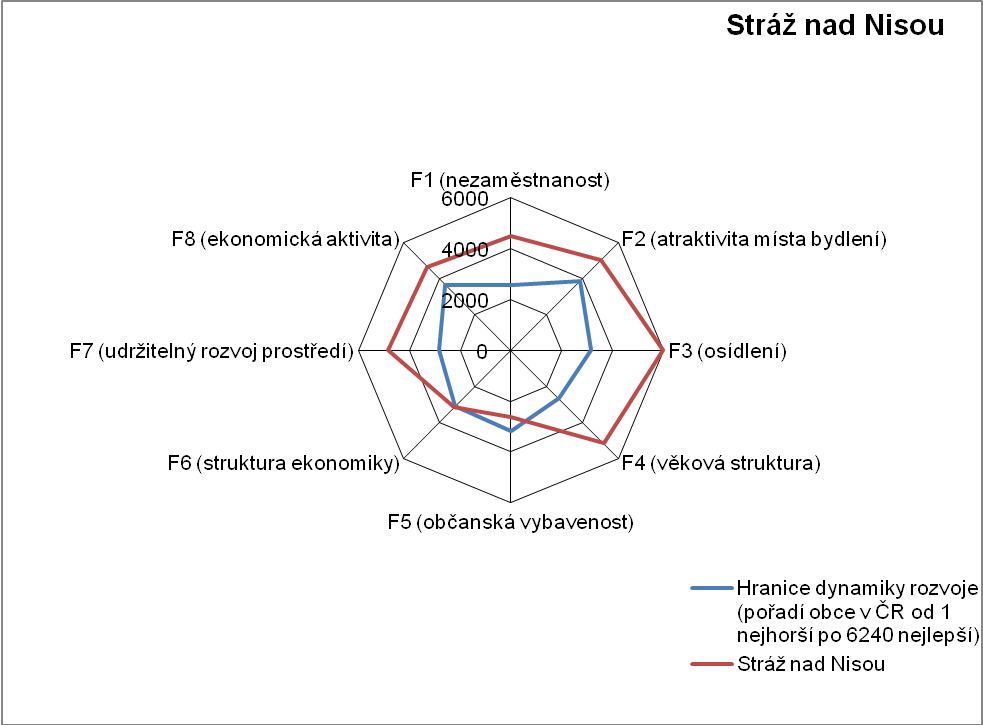 Stráž nad Nisou
F1 (nezaměstnanost)
6000
F8 (ekonomická aktivita)
F2 (atraktivita místa bydlení)
4000
2000
F7 (udržitelný rozvoj prostředí)
0
F3 (osídlení)
F6 (struktura ekonomiky)
F4 (věková struktura)
F5 (občanská vybavenost)
Hranice dynamiky rozvoje
(pořadí obce v ČR od 1
nejhorší po 6240 nejlepší)
Stráž nad Nisou